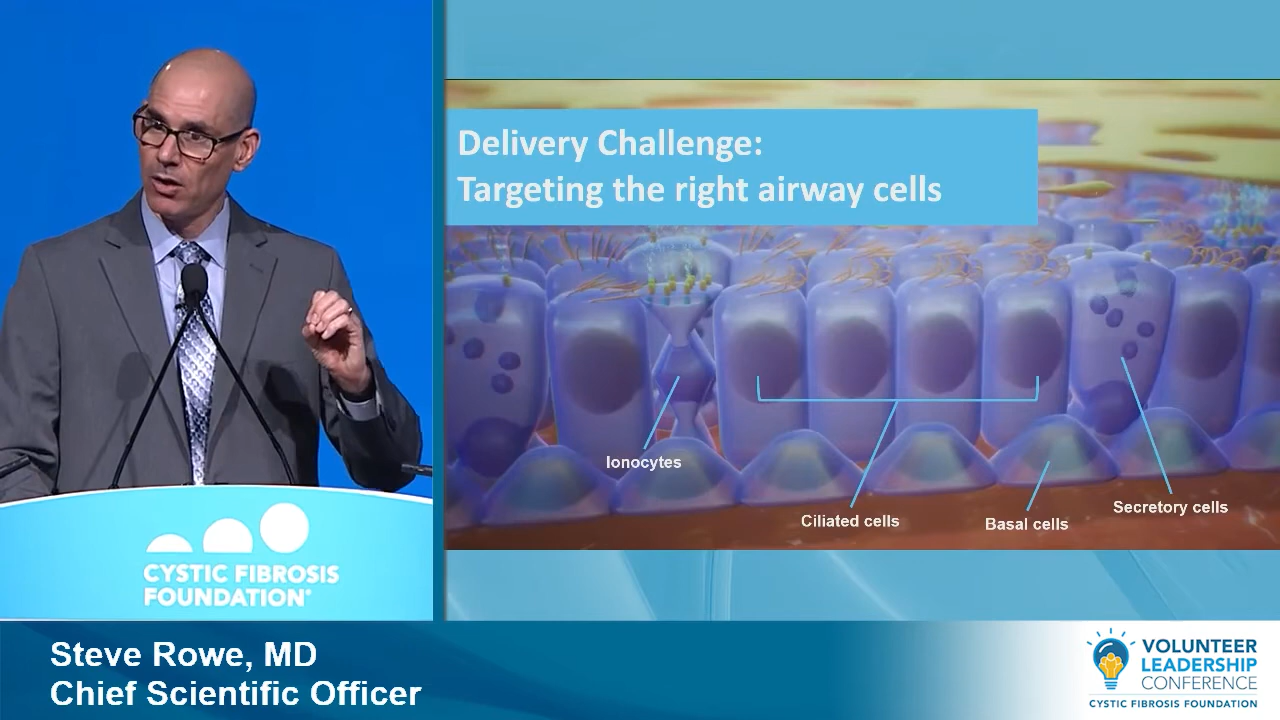 Delivery Challenge:
Targeting the right airway cells
Ionocytes
Ciliated cells
Basal cells
Secretory cells
CYSTIC FIBROSIS
FOUNDATION®
Steve Rowe, MD
Chief Scientific Officer
VOLUNTEER
LEADERSHIP
CONFERENCE
CYSTIC FIBROSIS FOUNDATION